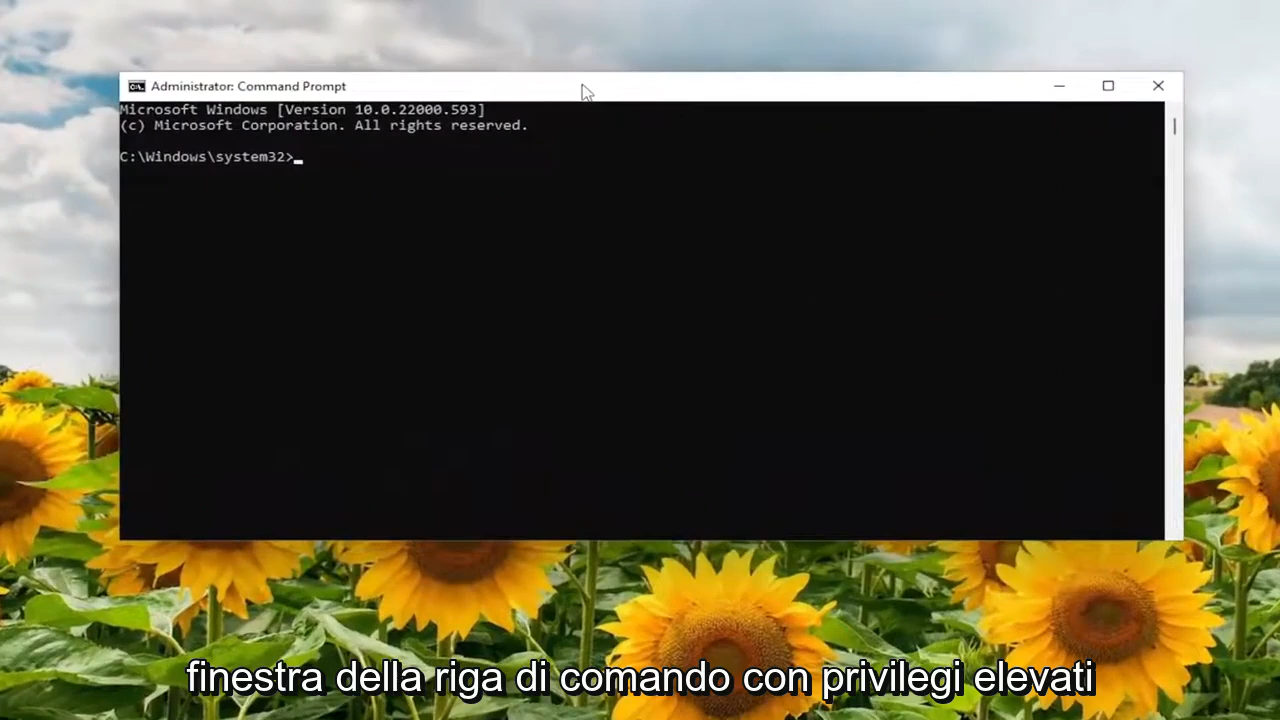 Administrator: Command Prompt
Microsoft Windows [Version 10.0.22000.593]
(c) Microsoft Corporation. All rights reserved.
C:\Windows\system32>_
finestra della riga di comando con privilegi elevati